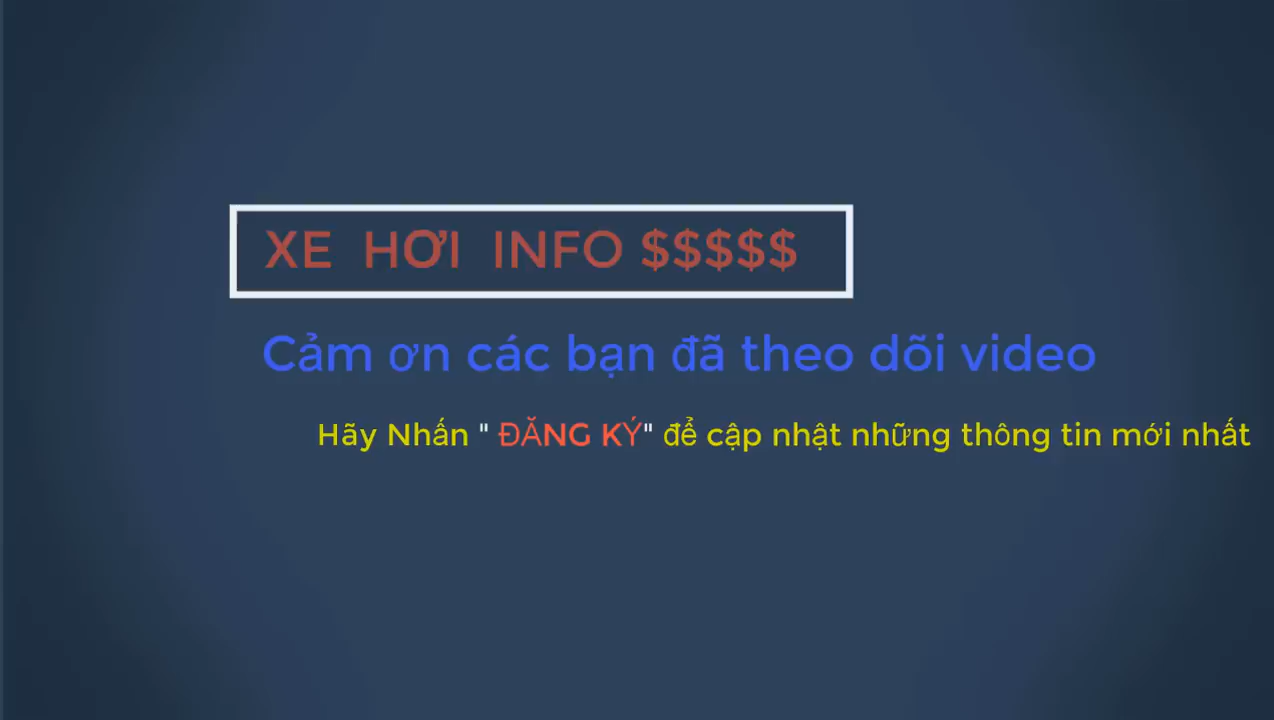 XE HƠI INFO $$$$$
Cảm ơn các bạn đã theo dõi video
Hãy Nhấn " ĐĂNG KÝ" để cập nhật những thông tin mới nhất